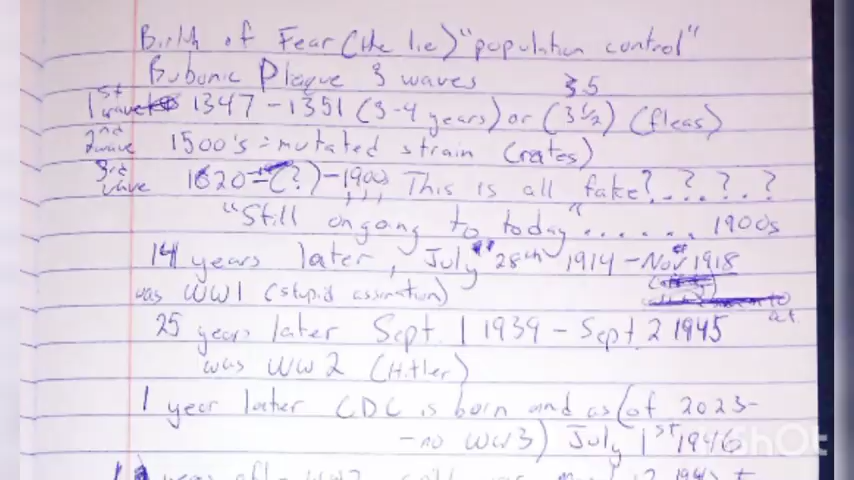 Birth of Fear (the lie) "population control"
Bubonic Plague 3 waves 35
1st wave 1347 - 1351 (3-4 years) or (3 1/2) (fleas)
2nd wave 1500's = mutated strain (rates)
3rd wave 1620 - (?) - 1900s This is all fake?..?...?..?
"Still ongoing to today"....... 1900s
14 years later, July 28th 1914 - Nov 1918
was WW1 (stupid assination)
25 years later Sept 1 1939 - Sept 2 1945
was WW2 (Hitler)
1 year later CDC is born and as (of 2023-
-no WW3) July 1st 1946